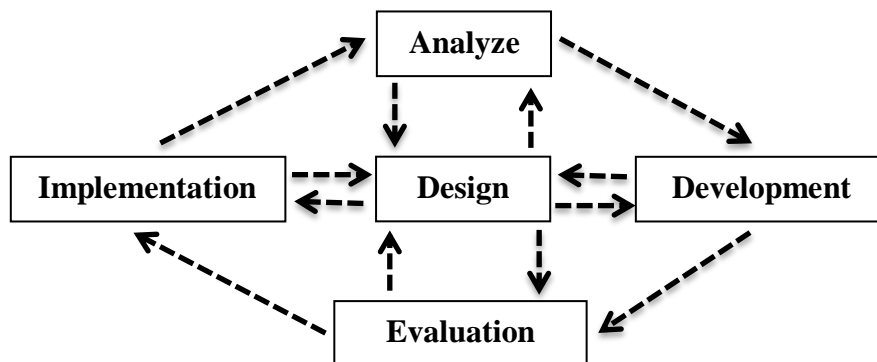 Analyze
Implementation
Design
Development
Evaluation